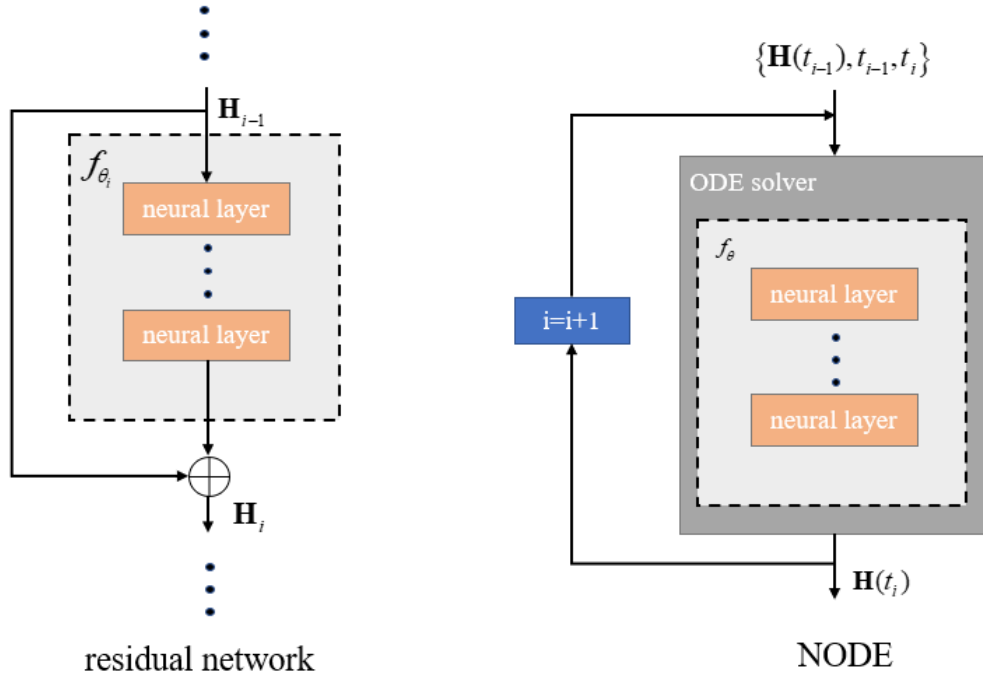 H_{i-1}
f_{θ_i}
neural layer
neural layer
H_i
residual network
{H(t_{i-1}), t_{i-1}, t_i}
ODE solver
f_θ
neural layer
neural layer
i=i+1
H(t_i)
NODE